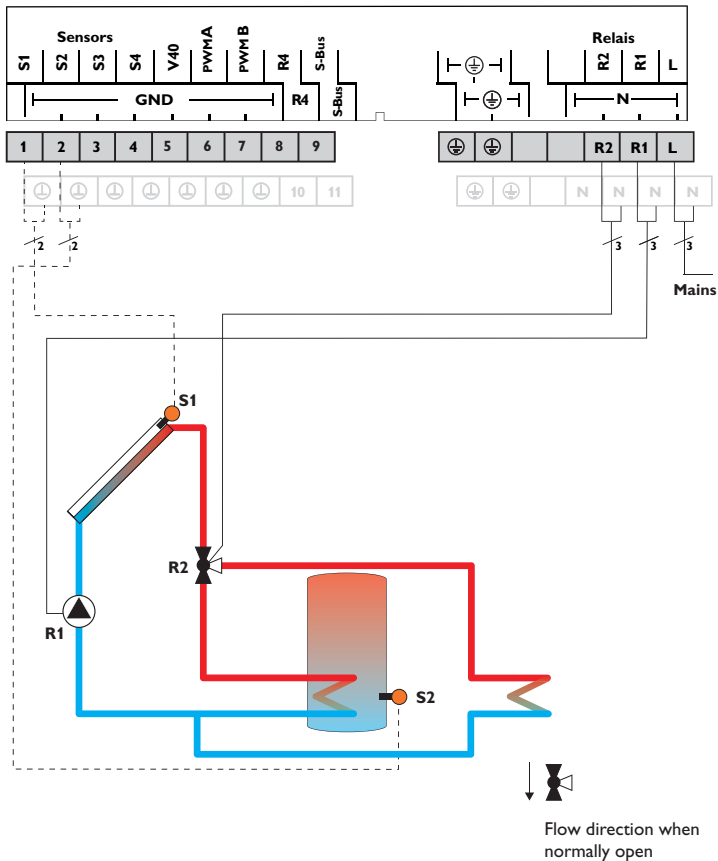 Sensors
Relais
S1 S2 S3 S4 V40 PWM A PWM B R4 S-Bus R2 R1 L
GND R4 S-Bus N
1 2 3 4 5 6 7 8 9 R2 R1 L
10 11 N N N N
2 2 3 3 3
Mains
S1
R2
R1
S2
Flow direction when
normally open